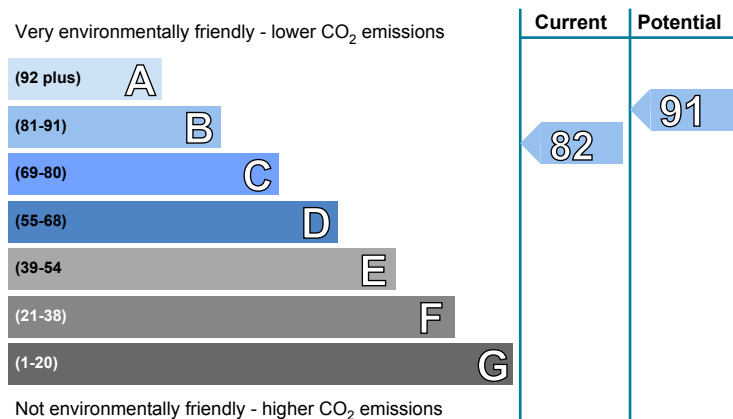 Very environmentally friendly - lower CO2 emissions
Current
Potential
(92 plus) A
(81-91) B
(69-80) C
(55-68) D
(39-54 E
(21-38) F
(1-20) G
82
91
Not environmentally friendly - higher CO2 emissions